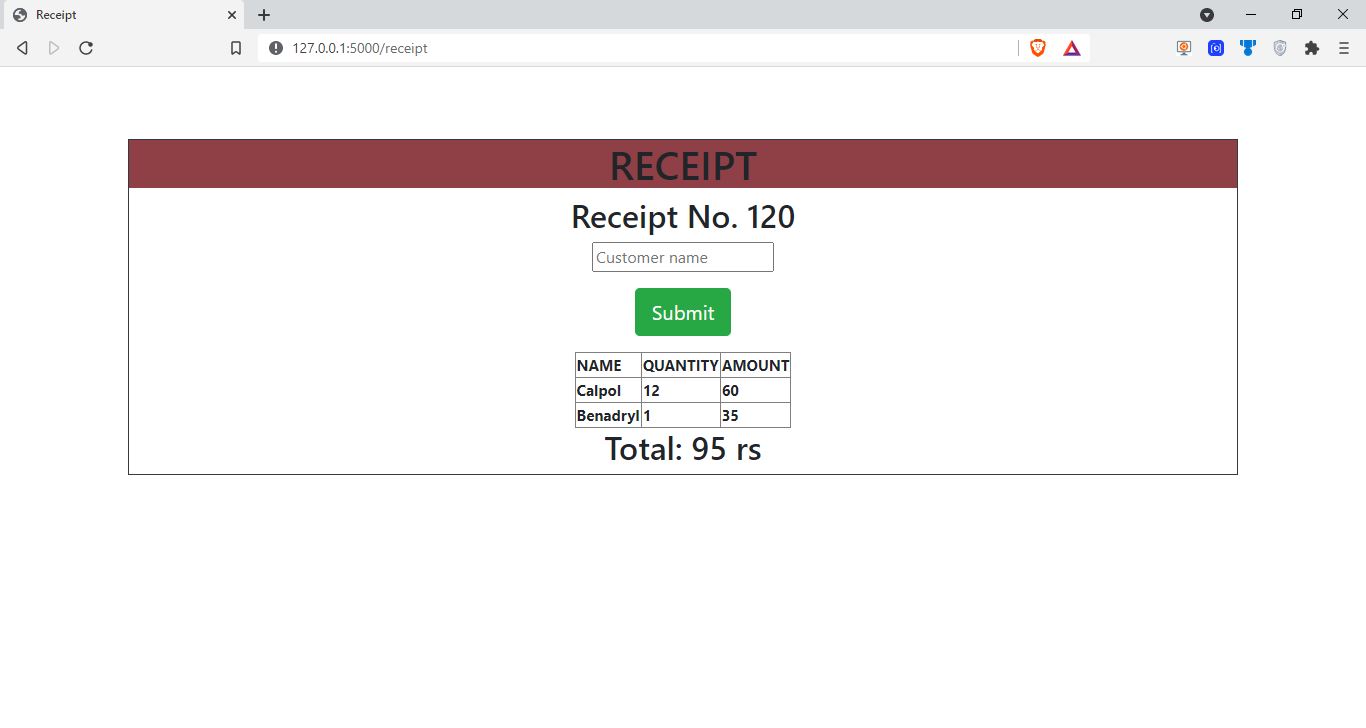 Receipt
127.0.0.1:5000/receipt
RECEIPT
Receipt No. 120
Customer name
Submit
NAME QUANTITY AMOUNT
Calpol 12 60
Benadryl 1 35
Total: 95 rs